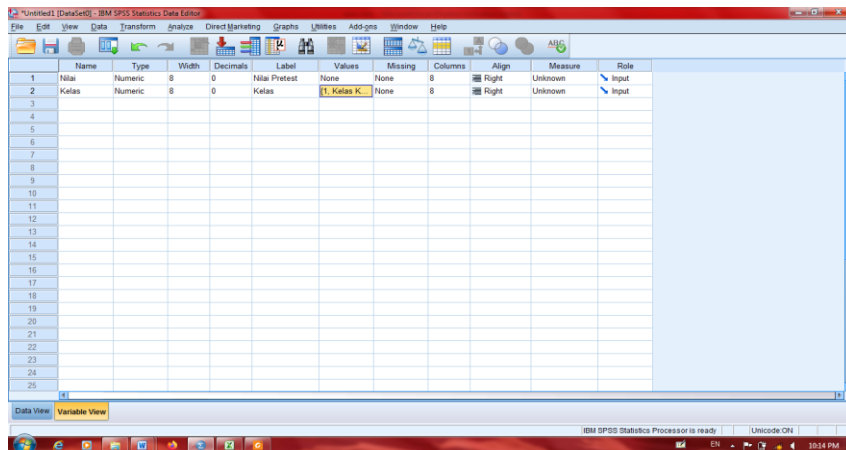 *Untitled1 [DataSet0] - IBM SPSS Statistics Data Editor
File Edit View Data Transform Analyze Direct Marketing Graphs Utilities Add-ons Window Help
Name Type Width Decimals Label Values Missing Columns Align Measure Role
1 Nilai Numeric 8 0 Nilai Pretest None None 8 Right Unknown Input
2 Kelas Numeric 8 0 Kelas {1, Kelas K... None 8 Right Unknown Input
3
4
5
6
7
8
9
10
11
12
13
14
15
16
17
18
19
20
21
22
23
24
25
Data View Variable View
IBM SPSS Statistics Processor is ready Unicode:ON
EN 10:14 PM